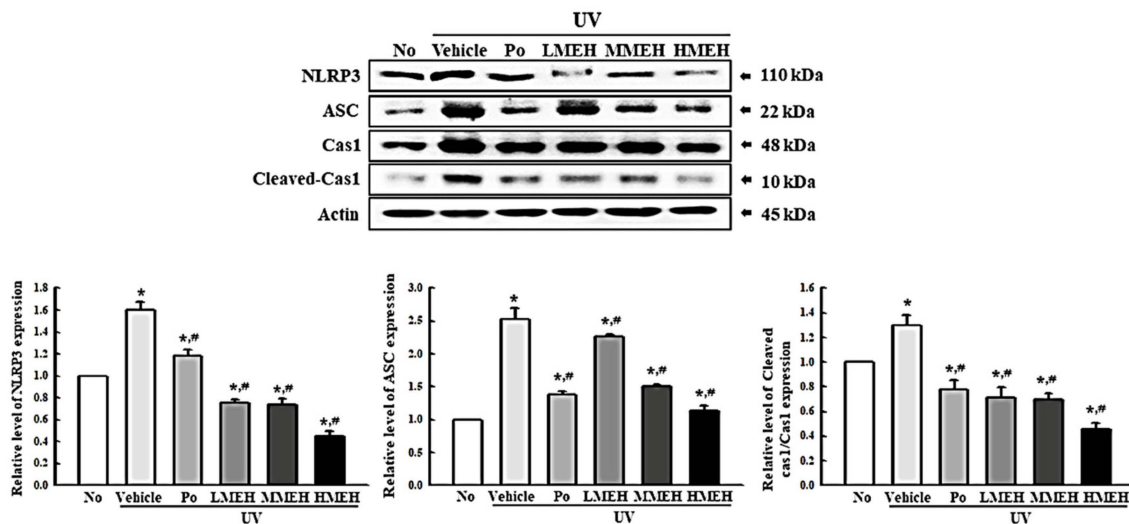 UV
No Vehicle Po LMEH MMEH HMEH
NLRP3 110 kDa
ASC 22 kDa
Cas1 48 kDa
Cleaved-Cas1 10 kDa
Actin 45 kDa
Relative level of NLRP3 expression
1.8
1.6
1.4
1.2
1.0
0.8
0.6
0.4
0.2
0.0
*
*,#
*,#
*,#
*,#
No Vehicle Po LMEH MMEH HMEH
UV
Relative level of ASC expression
3.0
2.5
2.0
1.5
1.0
0.5
0.0
*
*,#
*,#
*,#
*,#
No Vehicle Po LMEH MMEH HMEH
UV
Relative level of Cleaved
cas1/Cas1 expression
1.6
1.4
1.2
1.0
0.8
0.6
0.4
0.2
0.0
*
*,#
*,#
*,#
*,#
No Vehicle Po LMEH MMEH HMEH
UV